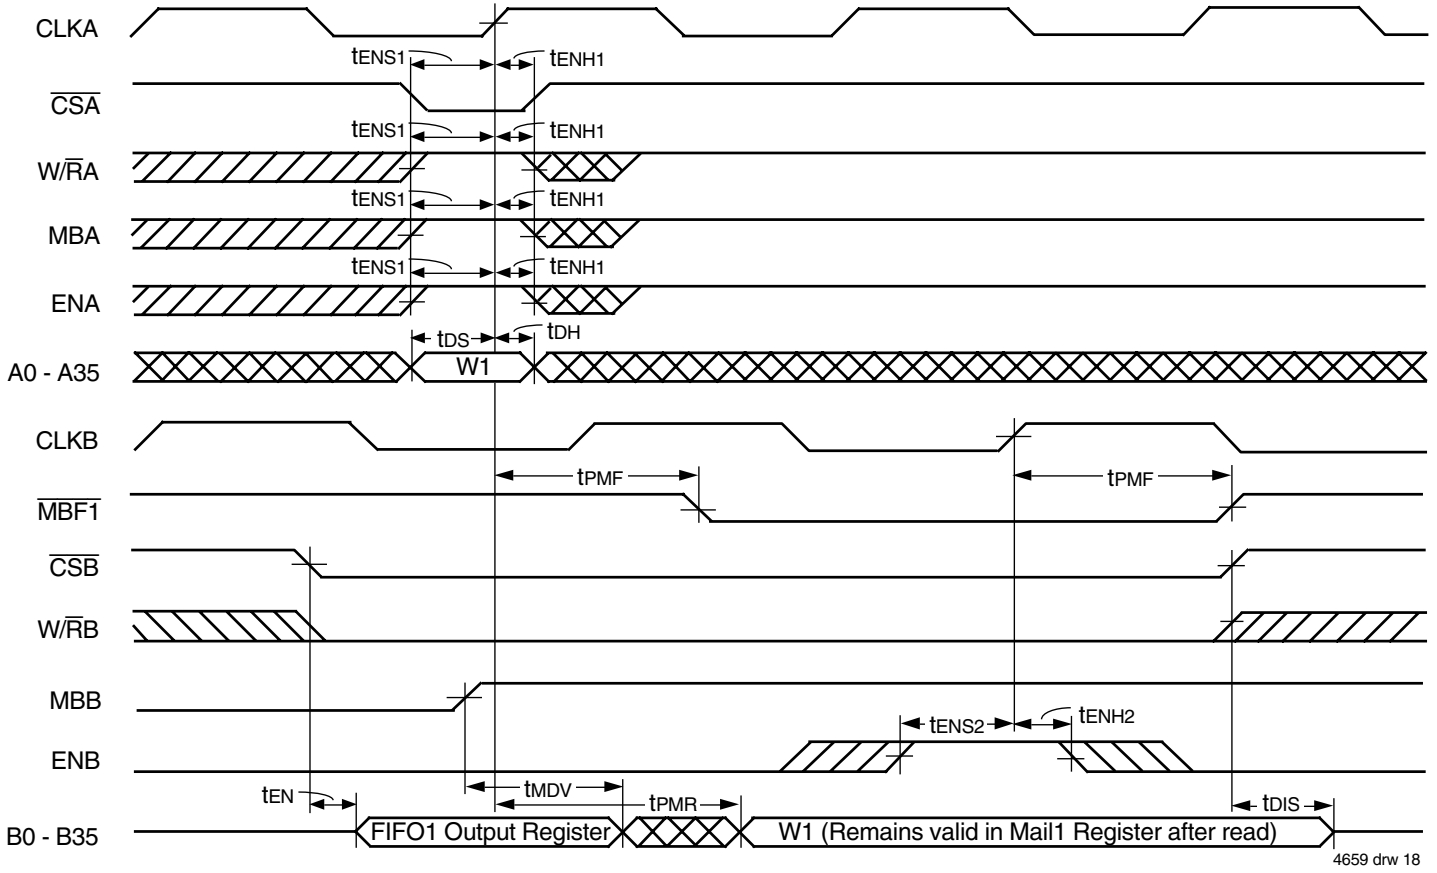 CLKA
tENS1 tENH1
CSA
tENS1 tENH1
W/RA
tENS1 tENH1
MBA
tENS1 tENH1
ENA
tDS tDH
A0 - A35 W1
CLKB
tPMF tPMF
MBF1
CSB
W/RB
MBB
tENS2 tENH2
ENB
tEN tMDV tPMR tDIS
B0 - B35 FIFO1 Output Register W1 (Remains valid in Mail1 Register after read)
4659 drw 18